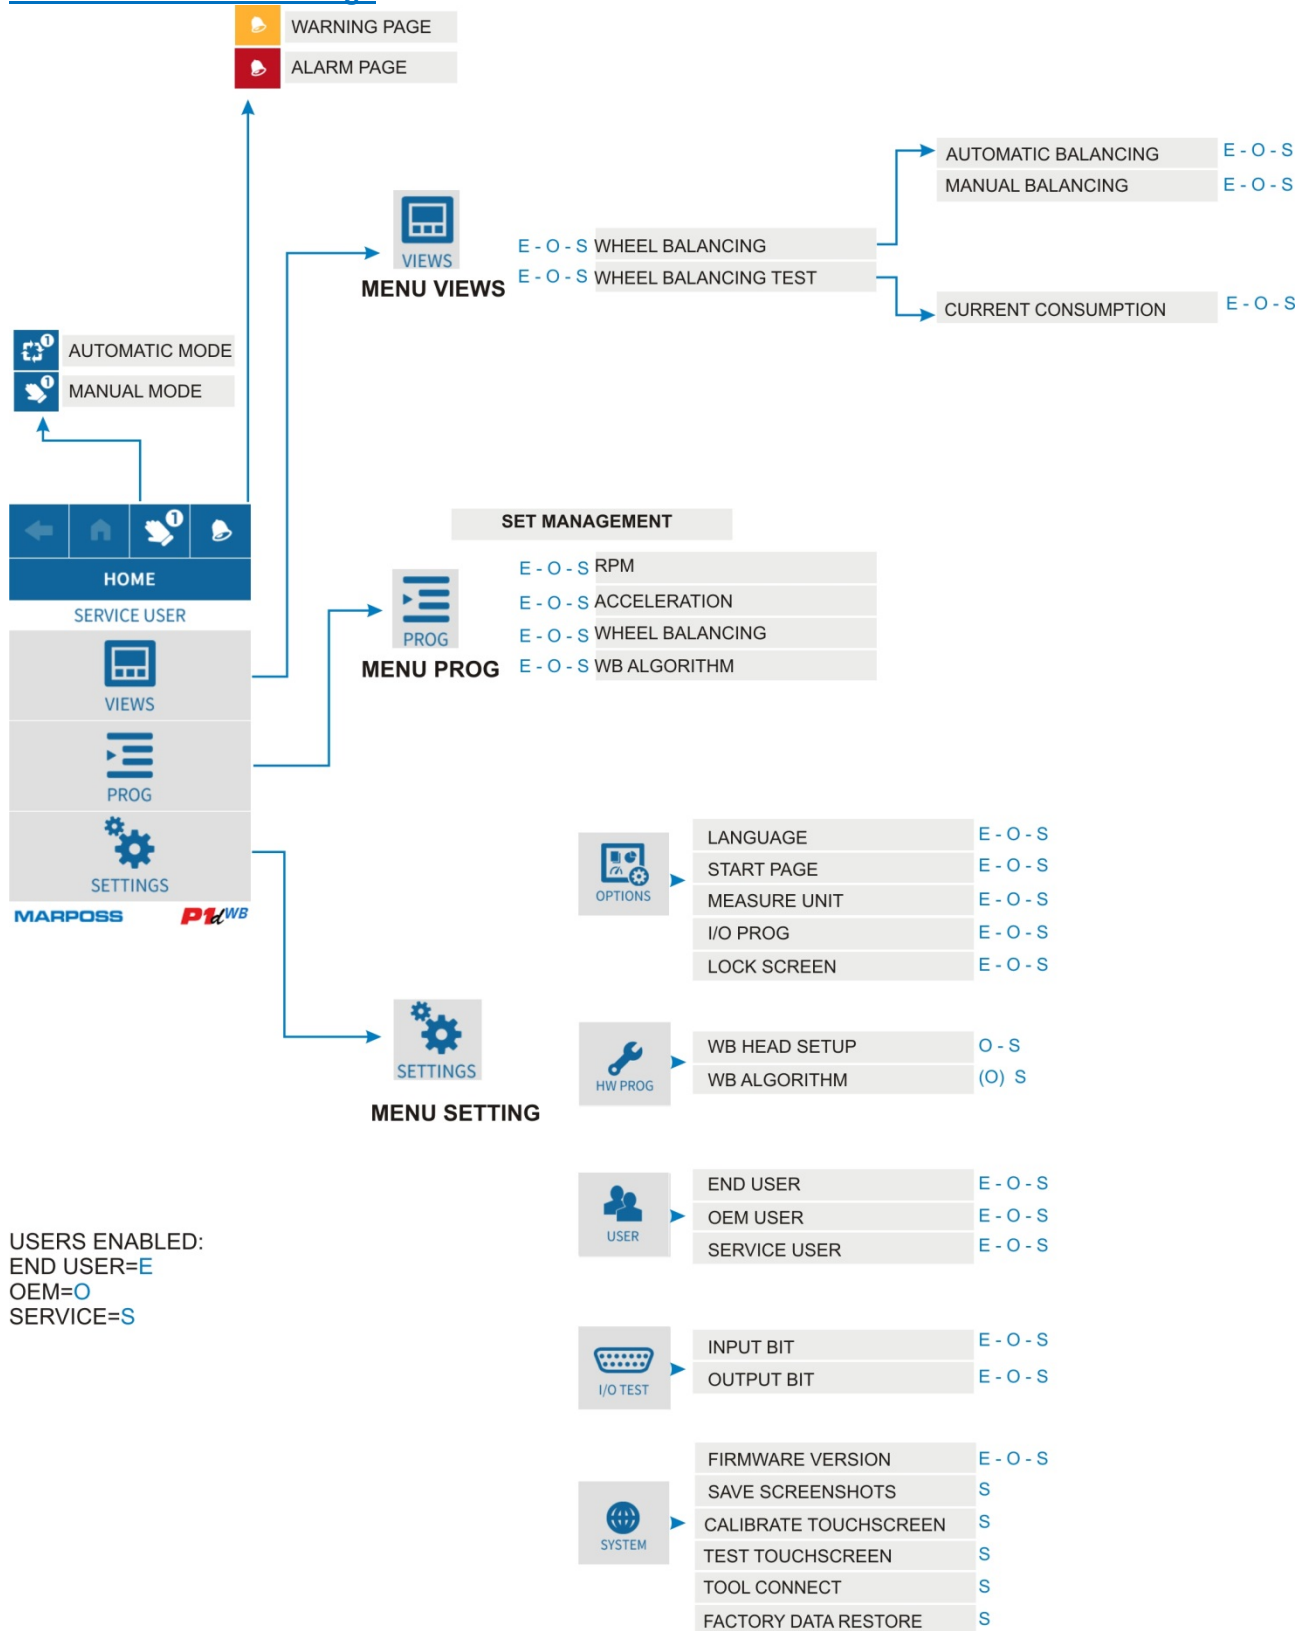 WARNING PAGE
ALARM PAGE
AUTOMATIC BALANCING E - O - S
MANUAL BALANCING E - O - S
VIEWS
MENU VIEWS
E - O - S WHEEL BALANCING
E - O - S WHEEL BALANCING TEST
CURRENT CONSUMPTION E - O - S
1 AUTOMATIC MODE
1 MANUAL MODE
1
HOME
SERVICE USER
VIEWS
PROG
SETTINGS
MARPOSS P1dWB
SET MANAGEMENT
PROG
MENU PROG
E - O - S RPM
E - O - S ACCELERATION
E - O - S WHEEL BALANCING
E - O - S WB ALGORITHM
SETTINGS
MENU SETTING
OPTIONS
LANGUAGE E - O - S
START PAGE E - O - S
MEASURE UNIT E - O - S
I/O PROG E - O - S
LOCK SCREEN E - O - S
HW PROG
WB HEAD SETUP O - S
WB ALGORITHM (O) S
USER
END USER E - O - S
OEM USER E - O - S
SERVICE USER E - O - S
I/O TEST
INPUT BIT E - O - S
OUTPUT BIT E - O - S
SYSTEM
FIRMWARE VERSION E - O - S
SAVE SCREENSHOTS S
CALIBRATE TOUCHSCREEN S
TEST TOUCHSCREEN S
TOOL CONNECT S
FACTORY DATA RESTORE S
USERS ENABLED:
END USER=E
OEM=O
SERVICE=S